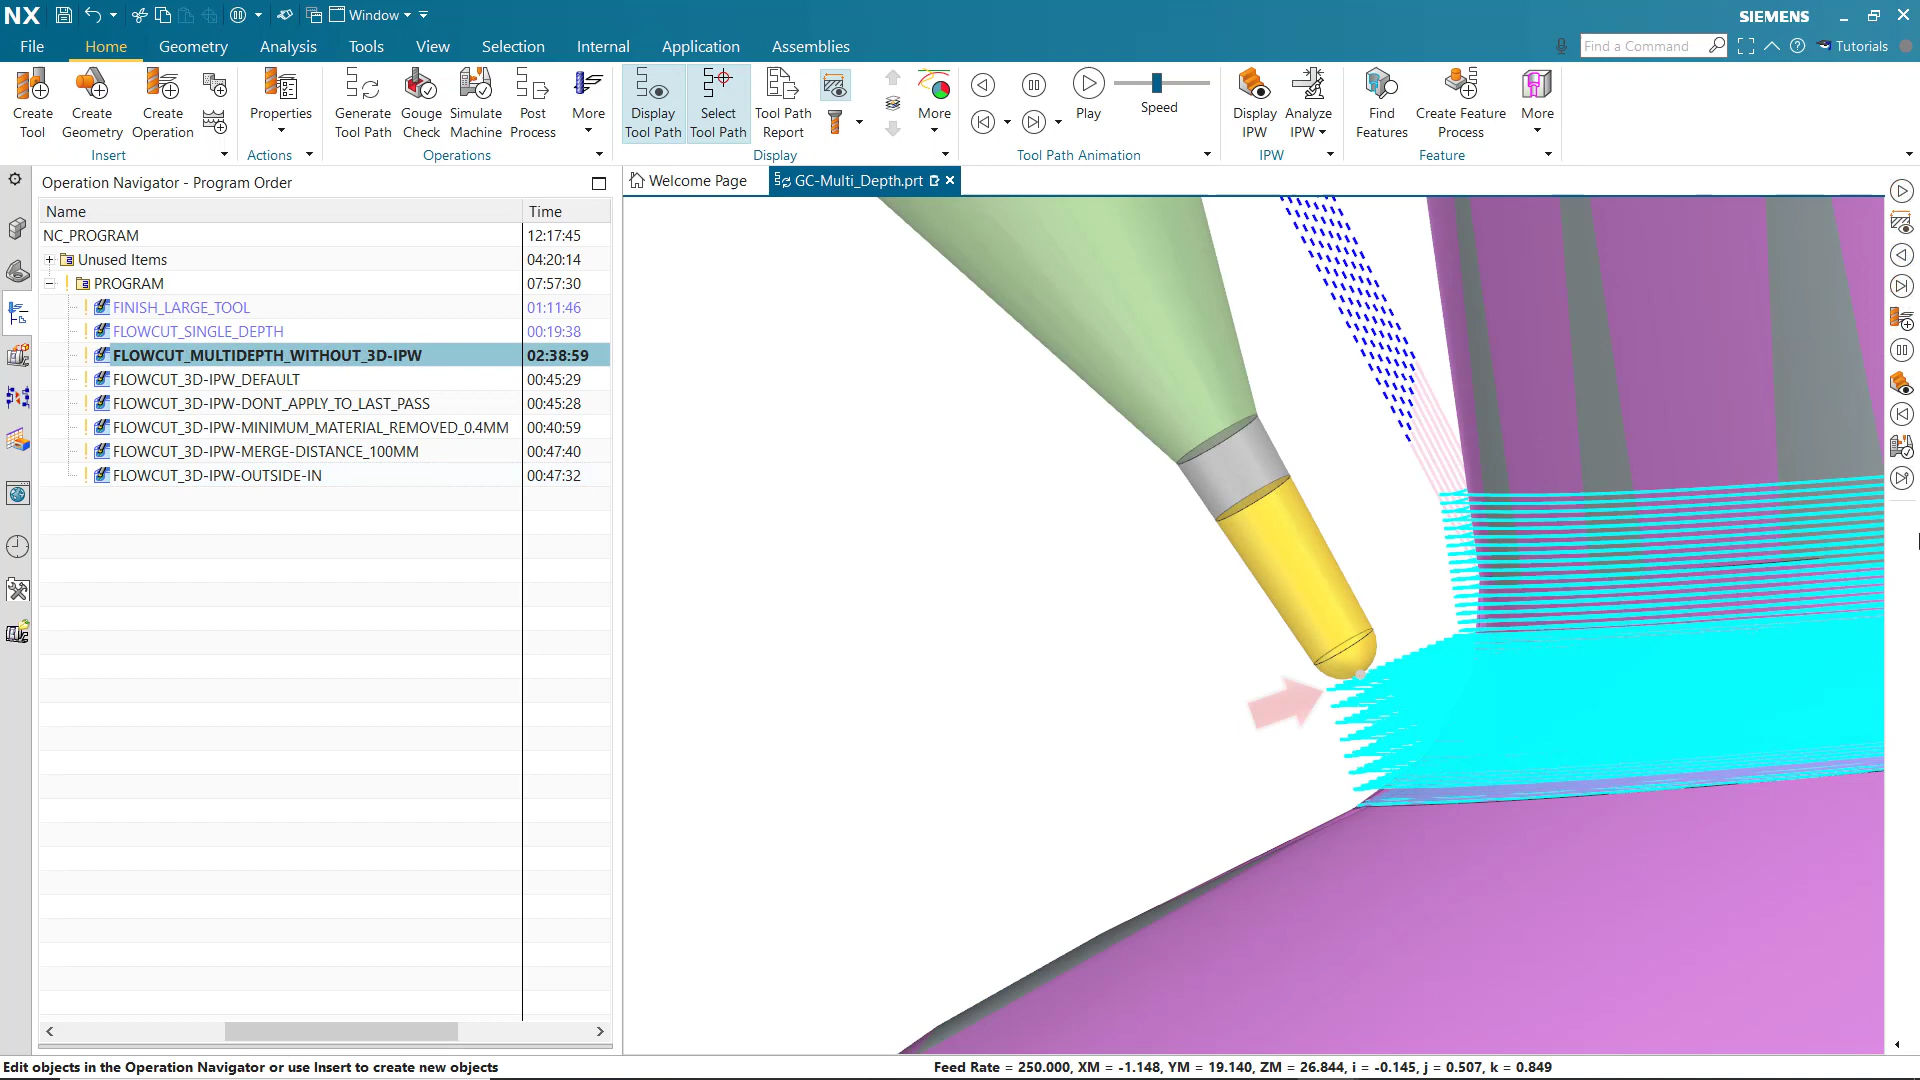 NX
Window
SIEMENS
File Home Geometry Analysis Tools View Selection Internal Application Assemblies
Find a Command
Tutorials
Create Tool
Create Geometry
Create Operation
Insert
Properties
Actions
Generate Tool Path
Gouge Check
Simulate Machine
Post Process
More
Operations
Display Tool Path
Select Tool Path
Tool Path Report
More
Display
Play
Speed
Tool Path Animation
Display IPW
Analyze IPW
IPW
Find Features
Create Feature Process
More
Feature
Operation Navigator - Program Order
Welcome Page
GC-Multi_Depth.prt
Name Time
NC_PROGRAM 12:17:45
Unused Items 04:20:14
PROGRAM 07:57:30
FINISH_LARGE_TOOL 01:11:46
FLOWCUT_SINGLE_DEPTH 00:19:38
FLOWCUT_MULTIDEPTH_WITHOUT_3D-IPW 02:38:59
FLOWCUT_3D-IPW_DEFAULT 00:45:29
FLOWCUT_3D-IPW-DONT_APPLY_TO_LAST_PASS 00:45:28
FLOWCUT_3D-IPW-MINIMUM_MATERIAL_REMOVED_0.4MM 00:40:59
FLOWCUT_3D-IPW-MERGE-DISTANCE_100MM 00:47:40
FLOWCUT_3D-IPW-OUTSIDE-IN 00:47:32
Edit objects in the Operation Navigator or use Insert to create new objects
Feed Rate = 250.000, XM = -1.148, YM = 19.140, ZM = 26.844, i = -0.145, j = 0.507, k = 0.849